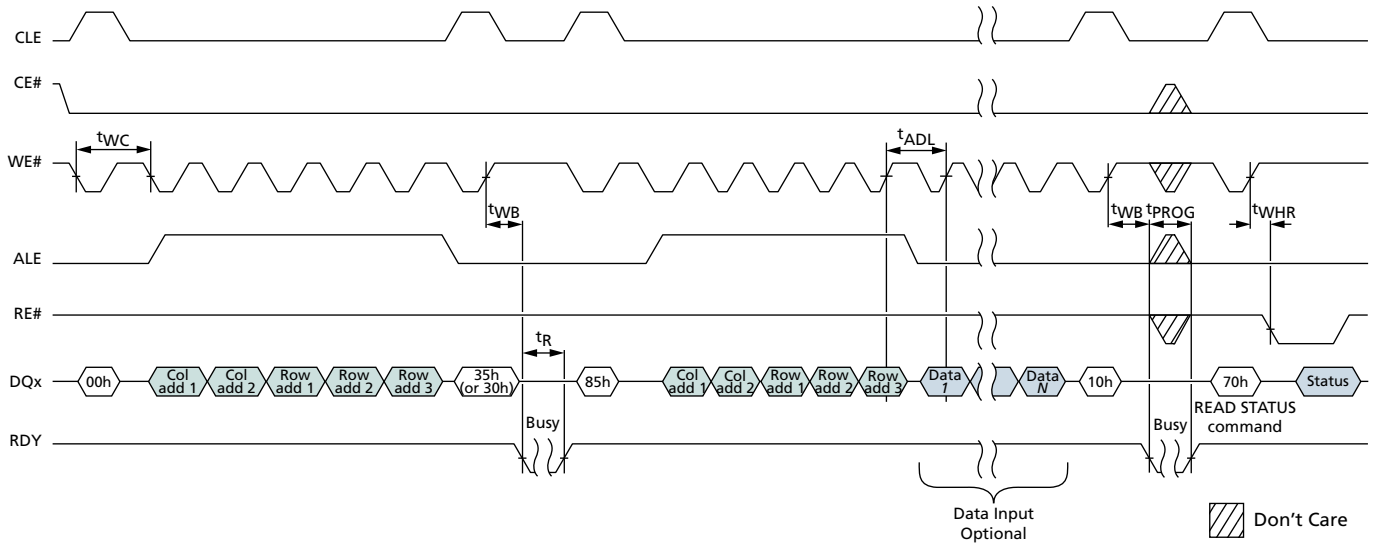 CLE
CE#
tWC
tADL
WE#
tWB
tWB
tPROG
tWHR
ALE
RE#
tR
DQx
00h
Col add 1
Col add 2
Row add 1
Row add 2
Row add 3
35h
(or 30h)
85h
Col add 1
Col add 2
Row add 1
Row add 2
Row add 3
Data 1
Data N
10h
70h
Status
READ STATUS
command
Busy
Busy
RDY
Data Input
Optional
Don't Care